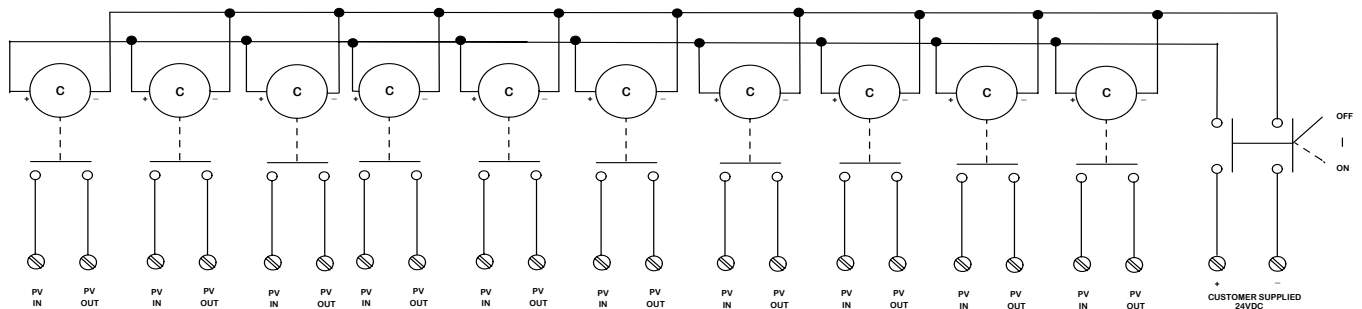 C C C C C C C C C C
+ − + − + − + − + − + − + − + − + − + −
OFF
|
ON
PV PV PV PV PV PV PV PV PV PV PV PV PV PV PV PV PV PV PV PV
IN OUT IN OUT IN OUT IN OUT IN OUT IN OUT IN OUT IN OUT IN OUT IN OUT
+ −
CUSTOMER SUPPLIED
24VDC